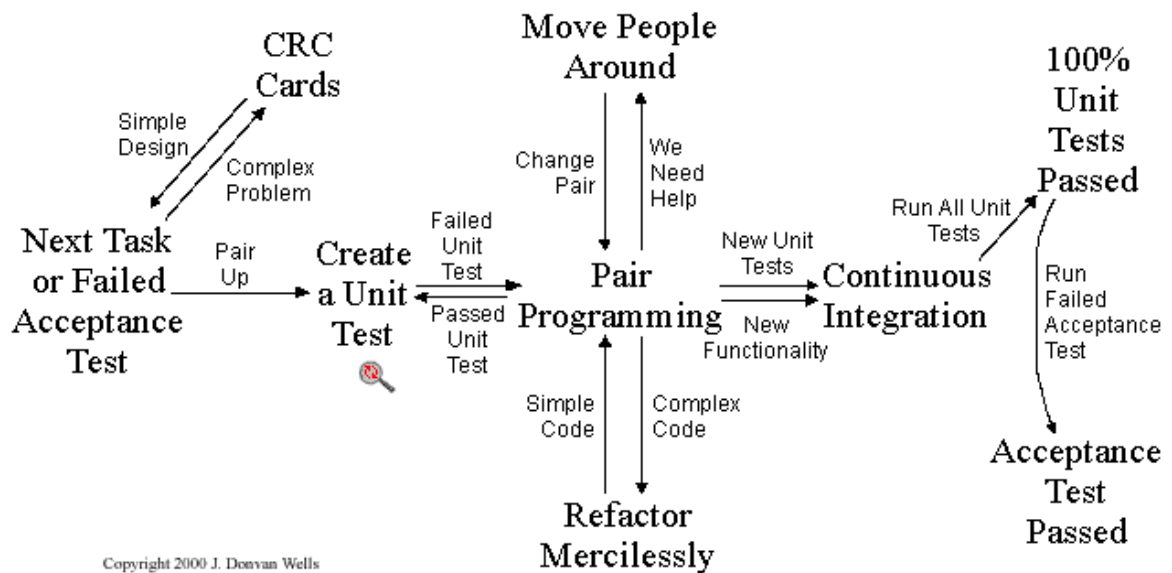 CRC
Cards
Simple
Design
Complex
Problem
Next Task
or Failed
Acceptance
Test
Pair
Up
Create
a Unit
Test
Failed
Unit
Test
Passed
Unit
Test
Move People
Around
Change
Pair
We
Need
Help
Pair
Programming
Simple
Code
Complex
Code
Refactor
Mercilessly
New Unit
Tests
New
Functionality
Continuous
Integration
Run All Unit
Tests
100%
Unit
Tests
Passed
Run
Failed
Acceptance
Test
Acceptance
Test
Passed
Copyright 2000 J. Donvan Wells